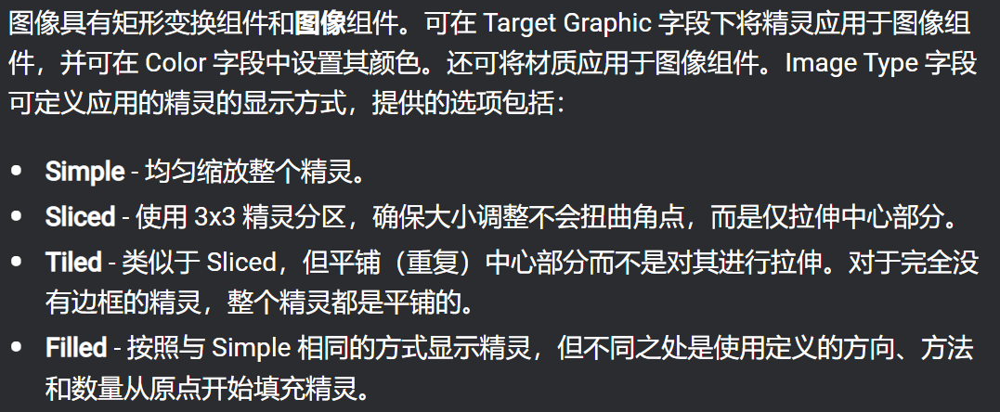 图像具有矩形变换组件和图像组件。可在 Target Graphic 字段下将精灵应用于图像组
件，并可在 Color 字段中设置其颜色。还可将材质应用于图像组件。Image Type 字段
可定义应用的精灵的显示方式，提供的选项包括：
• Simple - 均匀缩放整个精灵。
• Sliced - 使用 3x3 精灵分区，确保大小调整不会扭曲角点，而是仅拉伸中心部分。
• Tiled - 类似于 Sliced，但平铺（重复）中心部分而不是对其进行拉伸。对于完全没
有边框的精灵，整个精灵都是平铺的。
• Filled - 按照与 Simple 相同的方式显示精灵，但不同之处是使用定义的方向、方法
和数量从原点开始填充精灵。